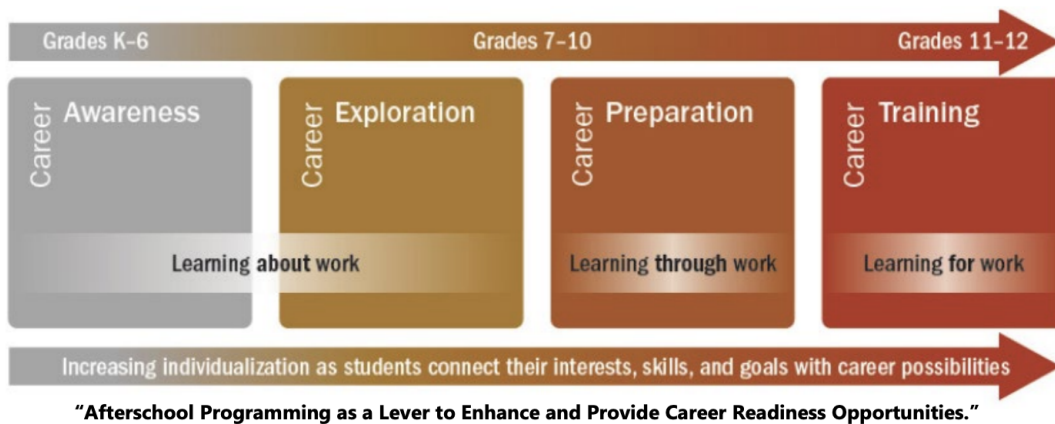 Grades K–6 Grades 7–10 Grades 11–12
Career Awareness
Career Exploration
Career Preparation
Career Training
Learning about work
Learning through work
Learning for work
Increasing individualization as students connect their interests, skills, and goals with career possibilities
“Afterschool Programming as a Lever to Enhance and Provide Career Readiness Opportunities.”